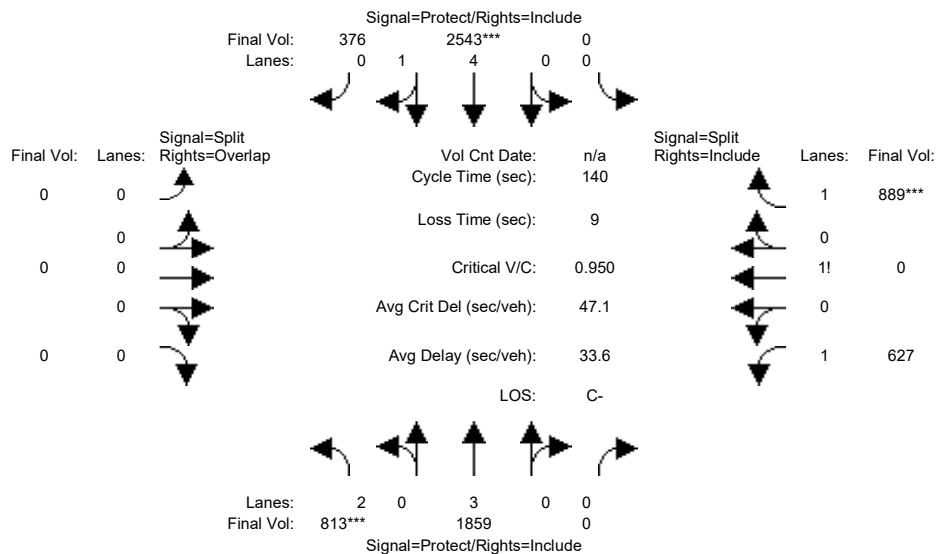 Signal=Protect/Rights=Include
Final Vol: 376 2543*** 0
Lanes: 0 1 4 0 0
Signal=Split
Final Vol: Lanes: Rights=Overlap
Vol Cnt Date: n/a
Signal=Split
Rights=Include Lanes: Final Vol:
Cycle Time (sec): 140
0 0
1 889***
Loss Time (sec): 9
0
0
0 0
Critical V/C: 0.950
1! 0
0
Avg Crit Del (sec/veh): 47.1
0
0 0
Avg Delay (sec/veh): 33.6
1 627
LOS: C-
Lanes: 2 0 3 0 0
Final Vol: 813*** 1859 0
Signal=Protect/Rights=Include